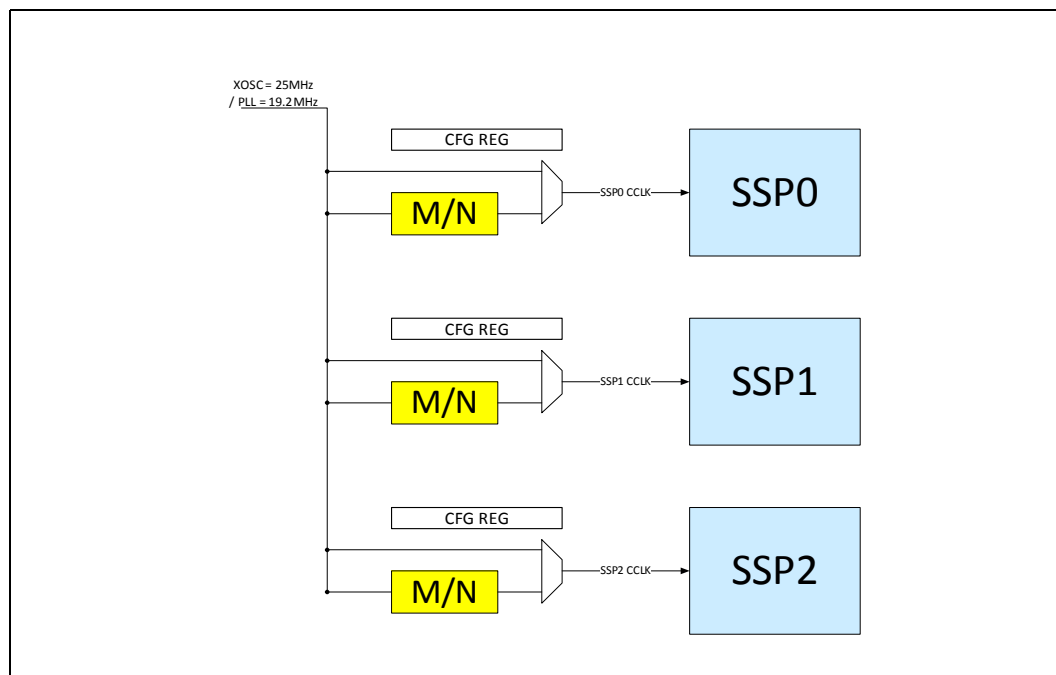 XOSC = 25MHz
/ PLL = 19.2MHz
CFG REG
M/N
SSP0 CCLK
SSP0
CFG REG
M/N
SSP1 CCLK
SSP1
CFG REG
M/N
SSP2 CCLK
SSP2